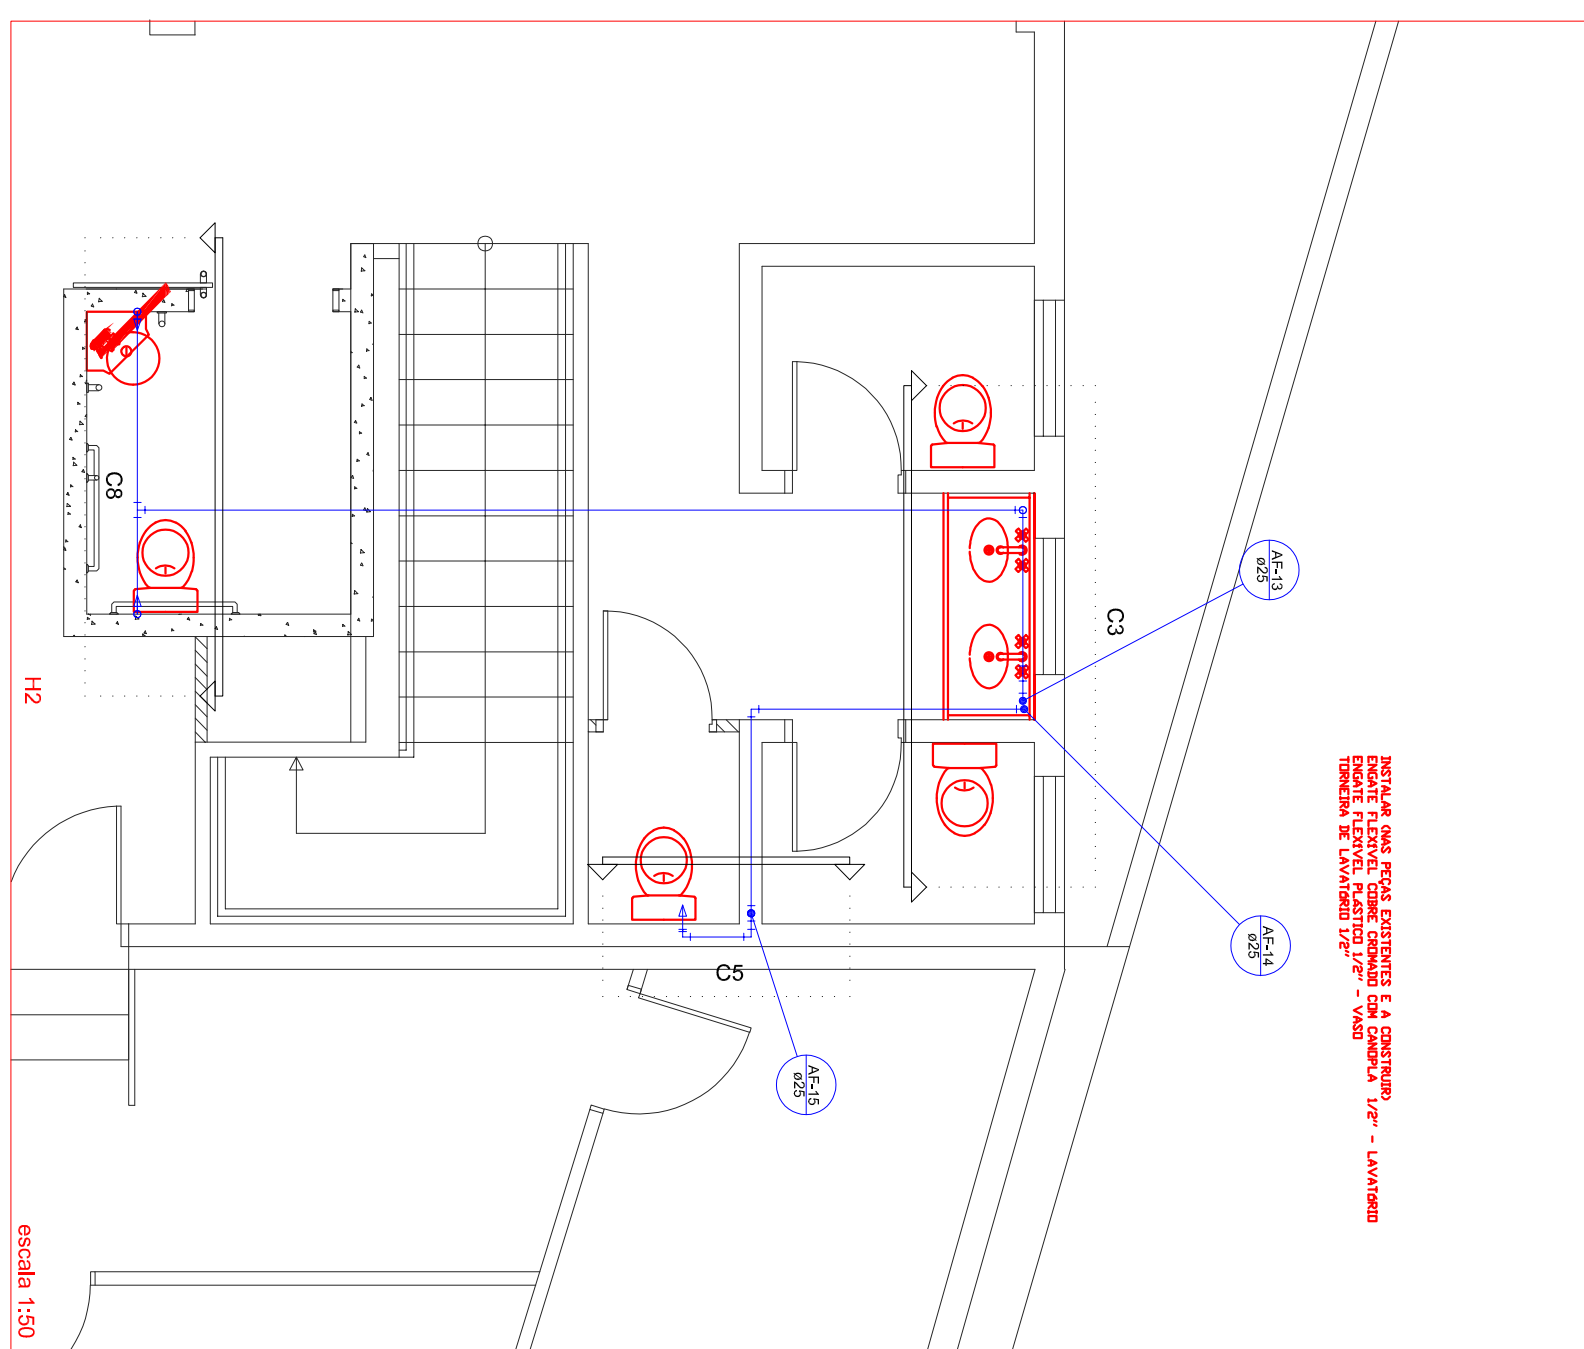 INSTALAR (NAS PEÇAS EXISTENTES E A CONSTRUIR)
ENGATE FLEXÍVEL COBRE CROMADO COM CANOPLA 1/2" - LAVATÓRIO
ENGATE FLEXÍVEL PLÁSTICO 1/2" - VASO
TORNEIRA DE LAVATÓRIO 1/2"
AF-13
ø25
C3
AF-14
ø25
AF-15
ø25
C5
C8
H2
escala 1:50